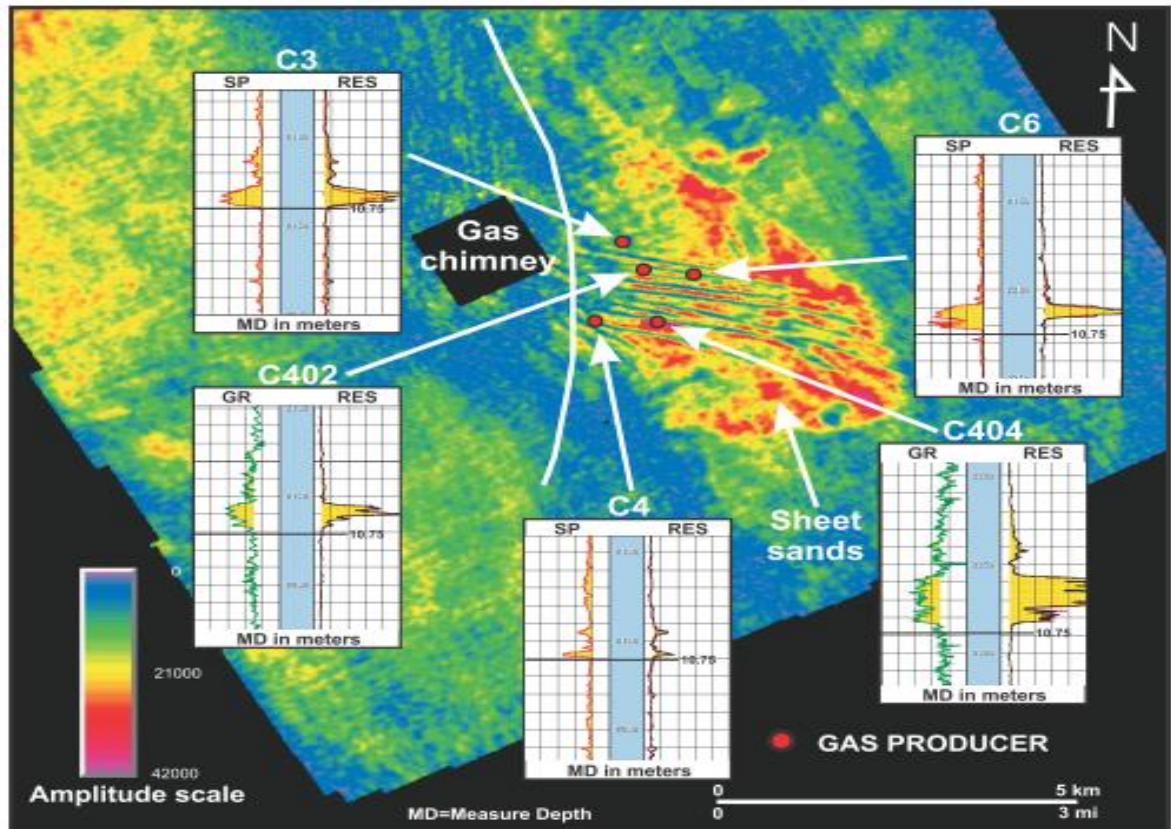 N
C3
SP RES
10.75
MD in meters
C6
SP RES
10.75
MD in meters
Gas
chimney
C402
GR RES
10.75
MD in meters
C404
GR RES
10.75
MD in meters
C4
SP RES
10.75
MD in meters
Sheet
sands
0
21000
42000
Amplitude scale
GAS PRODUCER
MD=Measure Depth
0 5 km
3 mi